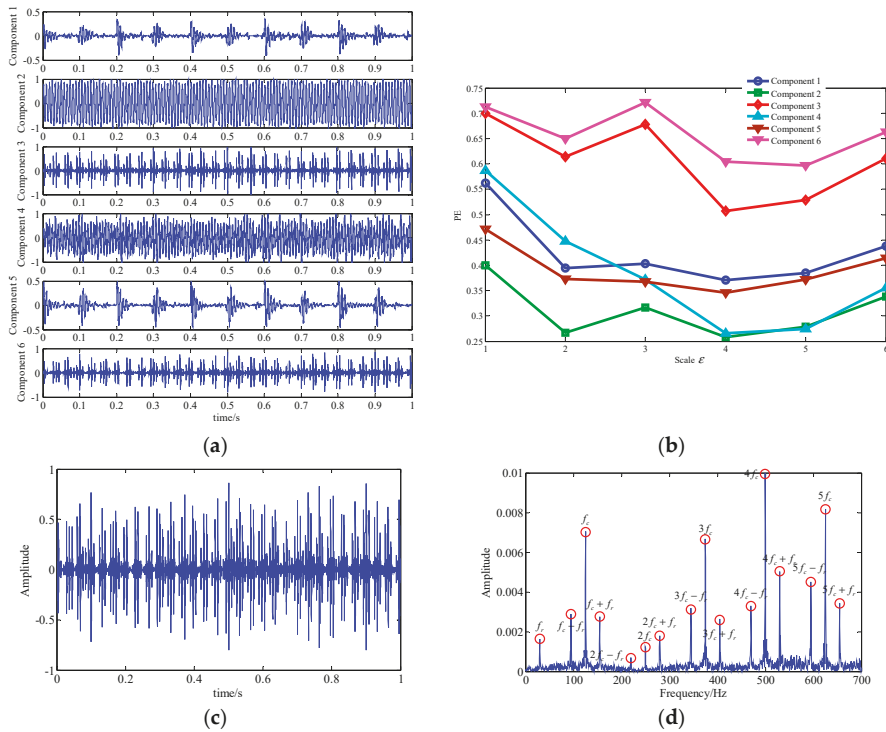 Component 1
0.5
0
-0.5
0 0.1 0.2 0.3 0.4 0.5 0.6 0.7 0.8 0.9 1
Component 2
1
0
-1
0 0.1 0.2 0.3 0.4 0.5 0.6 0.7 0.8 0.9 1
Component 3
1
0
-1
0 0.1 0.2 0.3 0.4 0.5 0.6 0.7 0.8 0.9 1
Component 4
1
0
-1
0 0.1 0.2 0.3 0.4 0.5 0.6 0.7 0.8 0.9 1
Component 5
0.5
0
-0.5
0 0.1 0.2 0.3 0.4 0.5 0.6 0.7 0.8 0.9 1
Component 6
1
0
-1
0 0.1 0.2 0.3 0.4 0.5 0.6 0.7 0.8 0.9 1
time/s
(a)
Component 1
Component 2
Component 3
Component 4
Component 5
Component 6
PE
0.75
0.7
0.65
0.6
0.55
0.5
0.45
0.4
0.35
0.3
0.25
1 2 3 4 5 6
Scale ε
(b)
Amplitude
1
0.5
0
-0.5
-1
0 0.2 0.4 0.6 0.8 1
time/s
(c)
Amplitude
0.01
0.008
0.006
0.004
0.002
0
f_r
f_c + f_r
f_c
f_c + f_r
2f_c − f_r
2f_c
2f_c + f_r
3f_c − f_r
3f_c
3f_c + f_r
4f_c − f_r
4f_c
4f_c + f_r
5f_c − f_r
5f_c
5f_c + f_r
0 100 200 300 400 500 600 700
Frequency/Hz
(d)